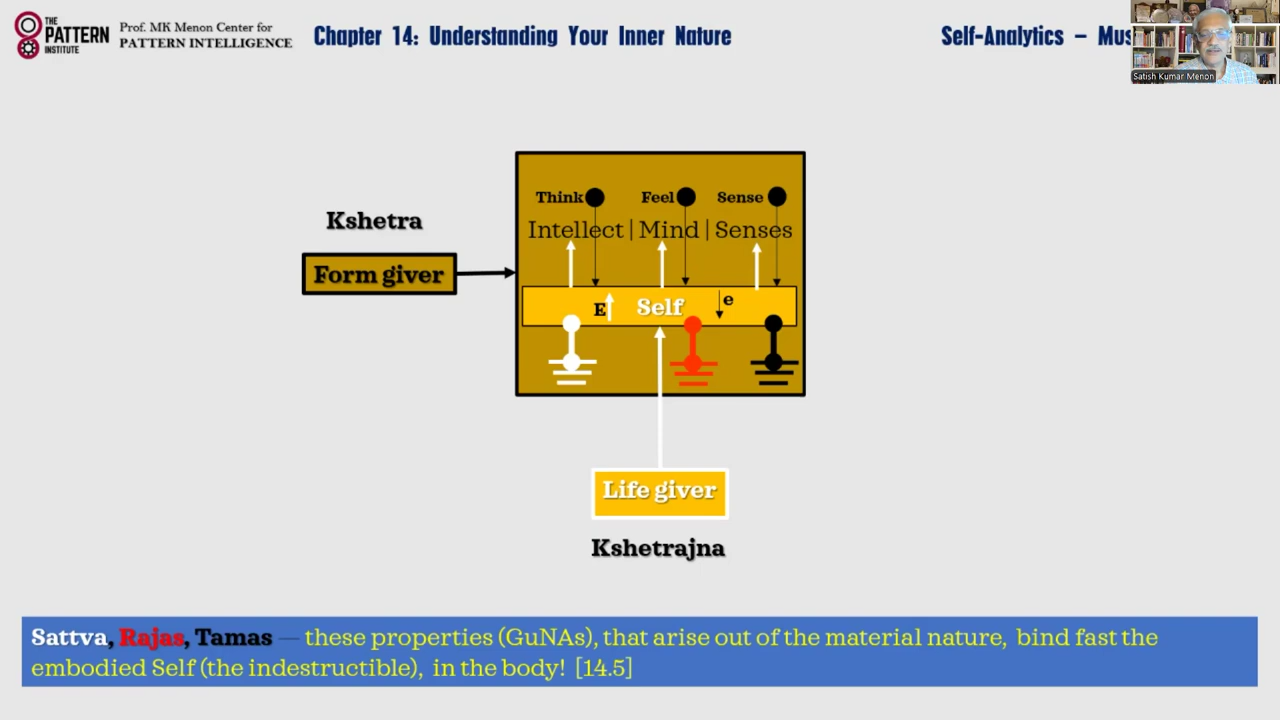 THE
PATTERN
INSTITUTE
Prof. MK Menon Center for
PATTERN INTELLIGENCE
Chapter 14: Understanding Your Inner Nature
Self-Analytics –
Satish Kumar Menon
Think Feel Sense
Intellect | Mind | Senses
Kshetra
Form giver
E Self e
Life giver
Kshetrajna
Sattva, Rajas, Tamas — these properties (GuNAs), that arise out of the material nature, bind fast the
embodied Self (the indestructible), in the body! [14.5]